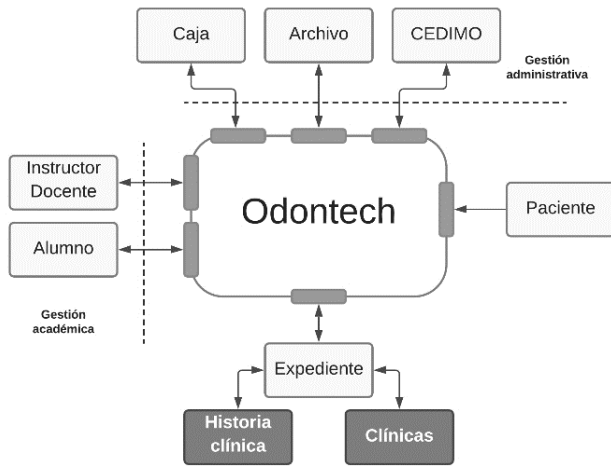 Caja
Archivo
CEDIMO
Gestión
administrativa
Instructor
Docente
Odontech
Paciente
Alumno
Gestión
académica
Expediente
Historia
clínica
Clínicas